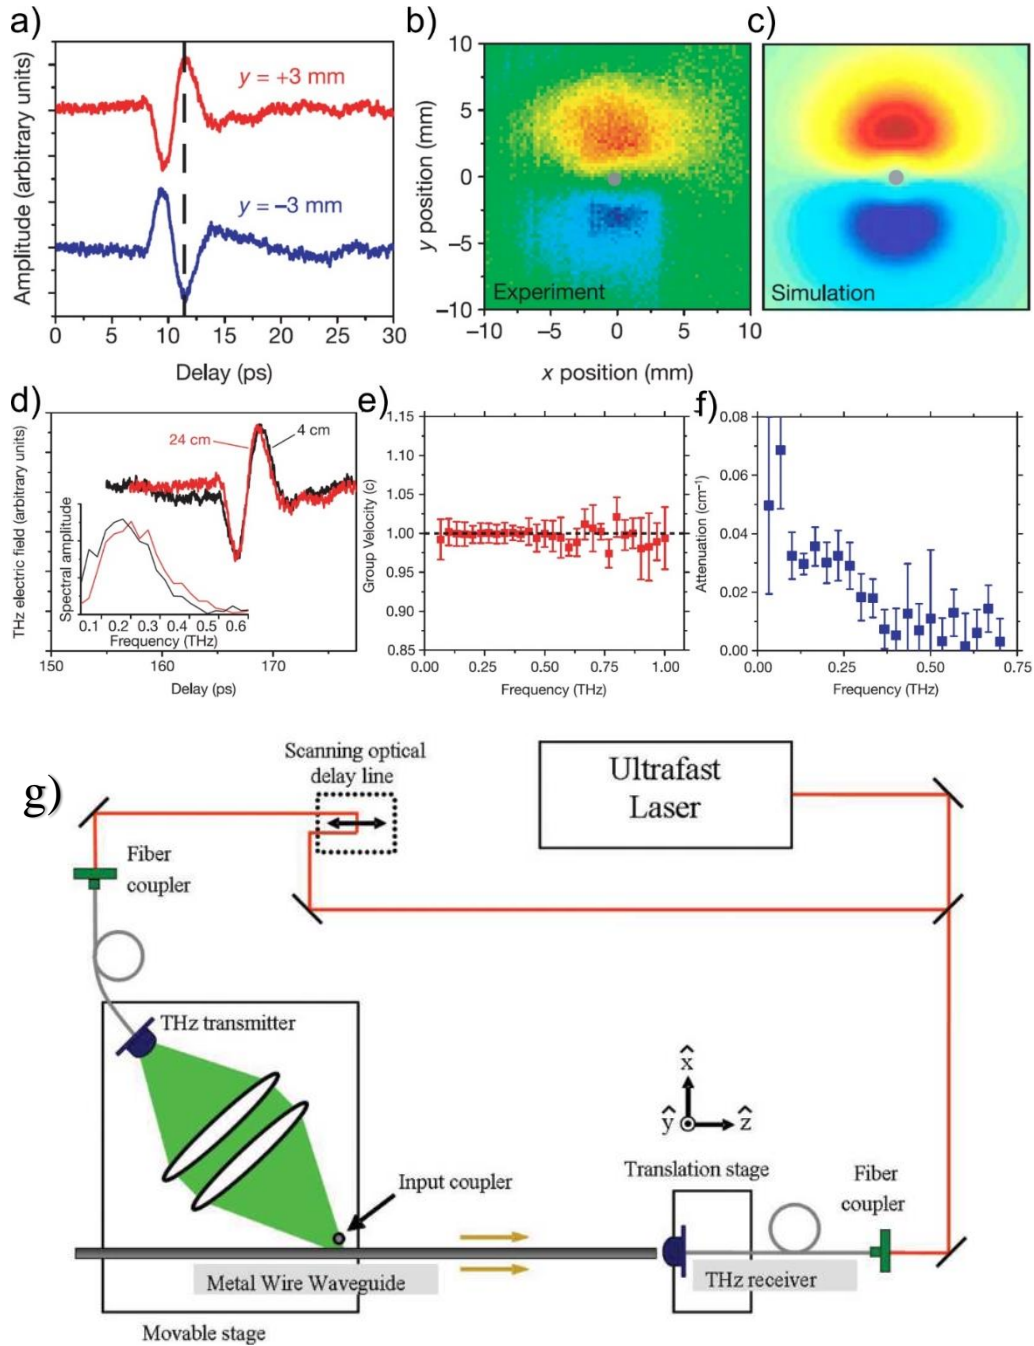 a)
Amplitude (arbitrary units)
y = +3 mm
y = −3 mm
0 5 10 15 20 25 30
Delay (ps)
b)
y position (mm)
10
5
0
−5
−10
Experiment
−10 −5 0 5 10
x position (mm)
c)
Simulation
d)
THz electric field (arbitrary units)
24 cm
4 cm
Spectral amplitude
0.1 0.2 0.3 0.4 0.5 0.6
Frequency (THz)
150 160 170
Delay (ps)
e)
Group Velocity (c)
1.15
1.10
1.05
1.00
0.95
0.90
0.85
0.00 0.25 0.50 0.75 1.00
Frequency (THz)
f)
Attenuation (cm⁻¹)
0.08
0.06
0.04
0.02
0.00
0.00 0.25 0.50 0.75
Frequency (THz)
g)
Scanning optical
delay line
Ultrafast
Laser
Fiber
coupler
THz transmitter
Input coupler
Metal Wire Waveguide
Movable stage
x̂
ŷ
ẑ
Translation stage
Fiber
coupler
THz receiver